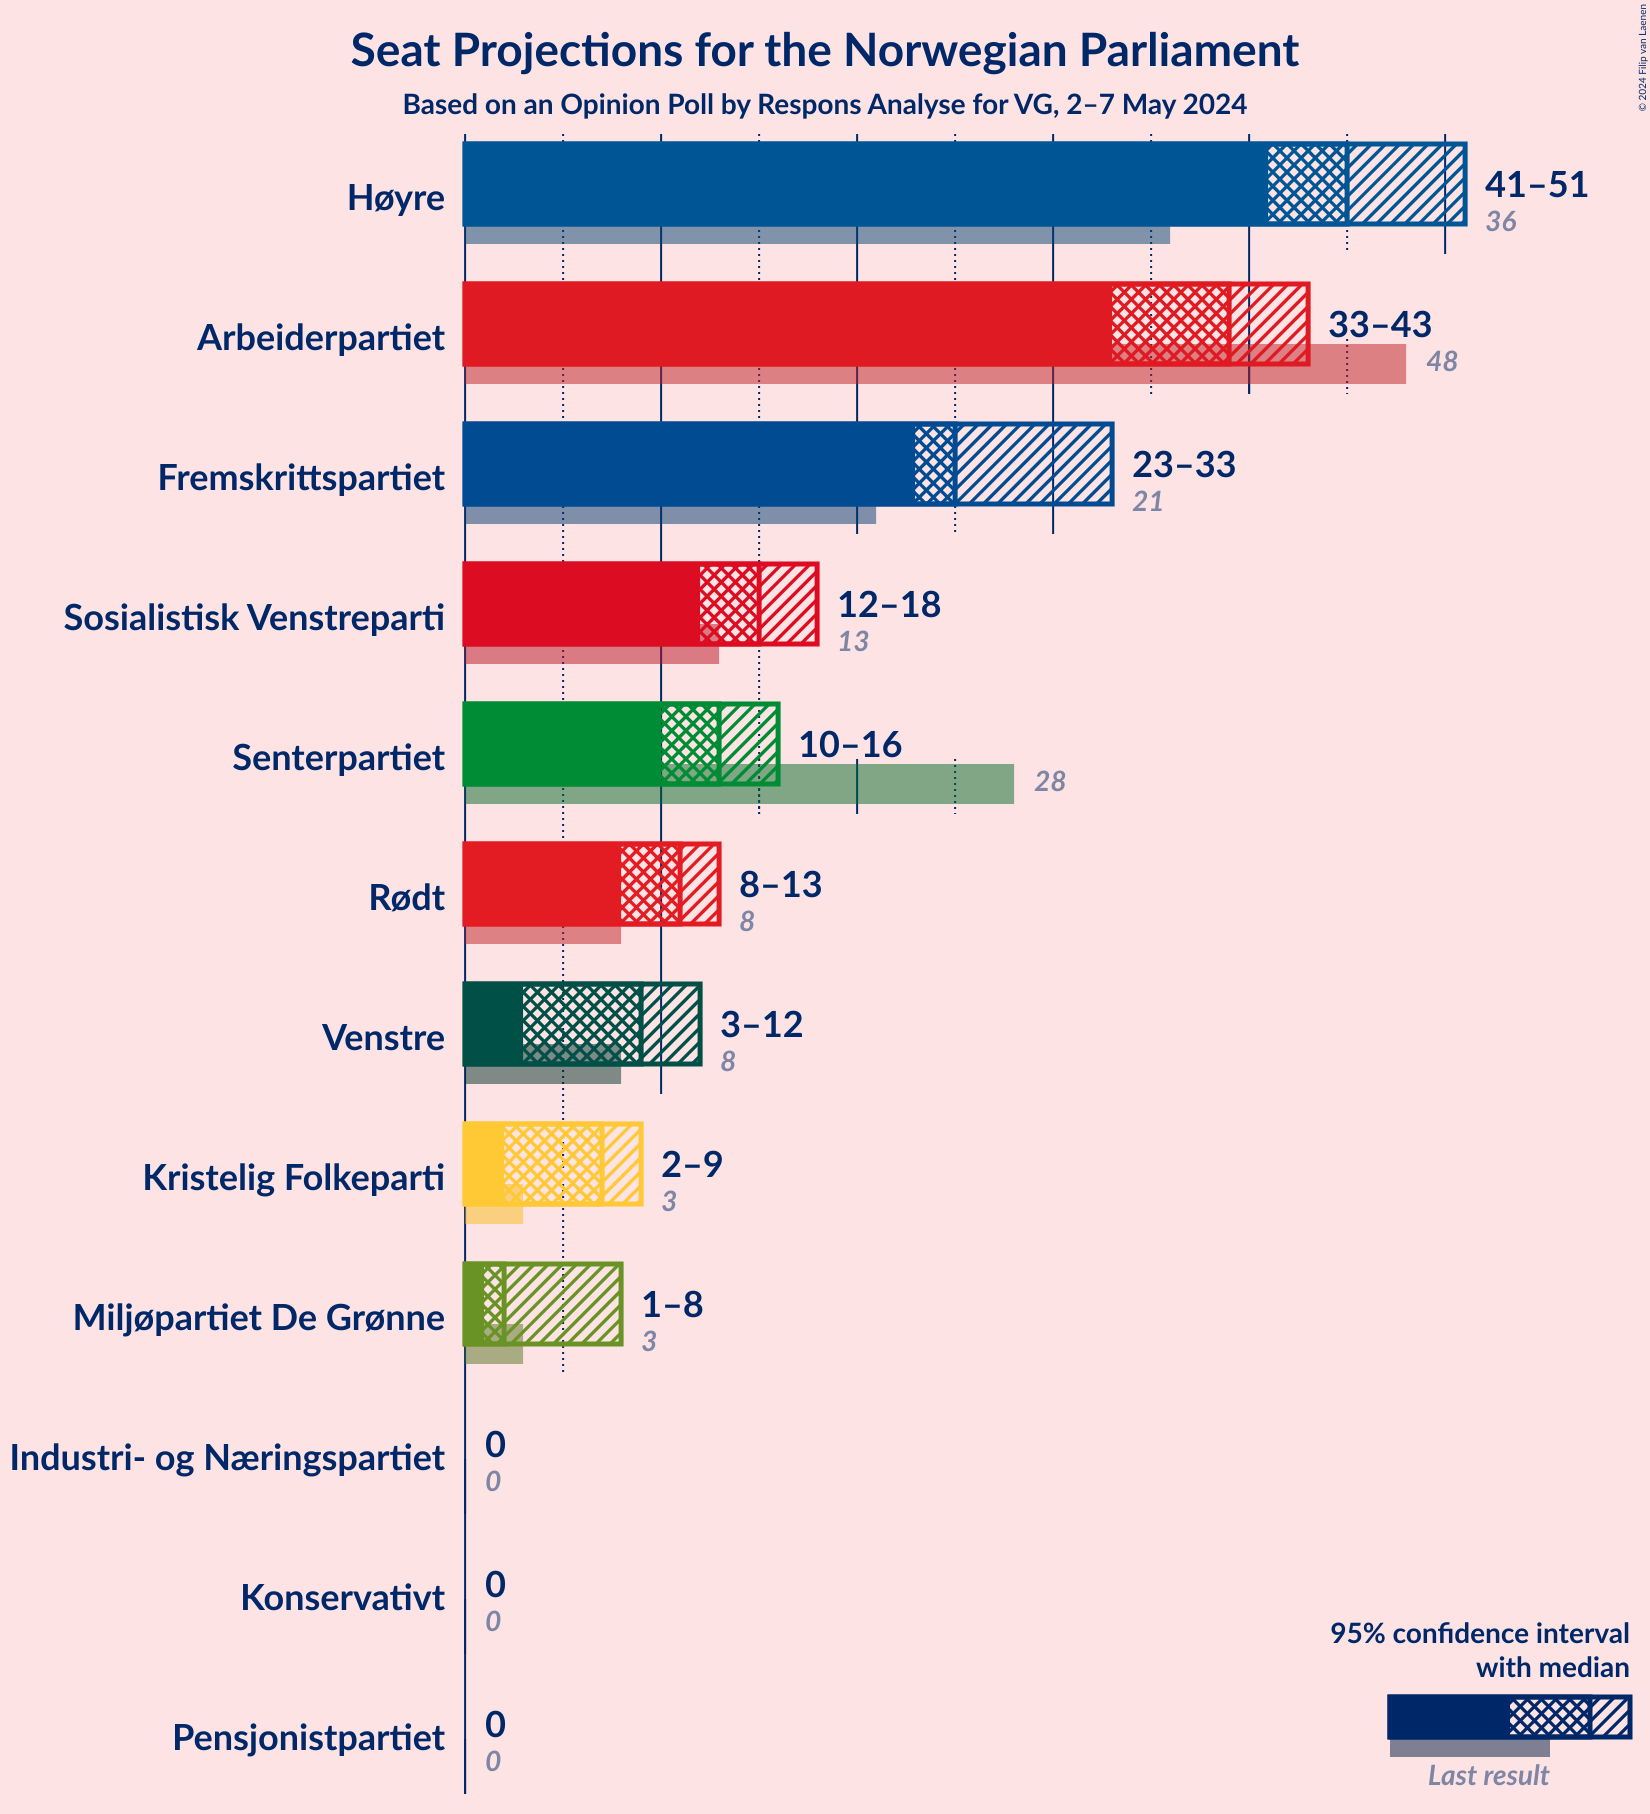 Seat Projections for the Norwegian Parliament
Based on an Opinion Poll by Respons Analyse for VG, 2–7 May 2024
© 2024 Filip van Laenen
Høyre
41–51
36
Arbeiderpartiet
33–43
48
Fremskrittspartiet
23–33
21
Sosialistisk Venstreparti
12–18
13
Senterpartiet
10–16
28
Rødt
8–13
8
Venstre
3–12
8
Kristelig Folkeparti
2–9
3
Miljøpartiet De Grønne
1–8
3
Industri- og Næringspartiet
0
0
Konservativt
0
0
Pensjonistpartiet
0
0
95% confidence interval
with median
Last result